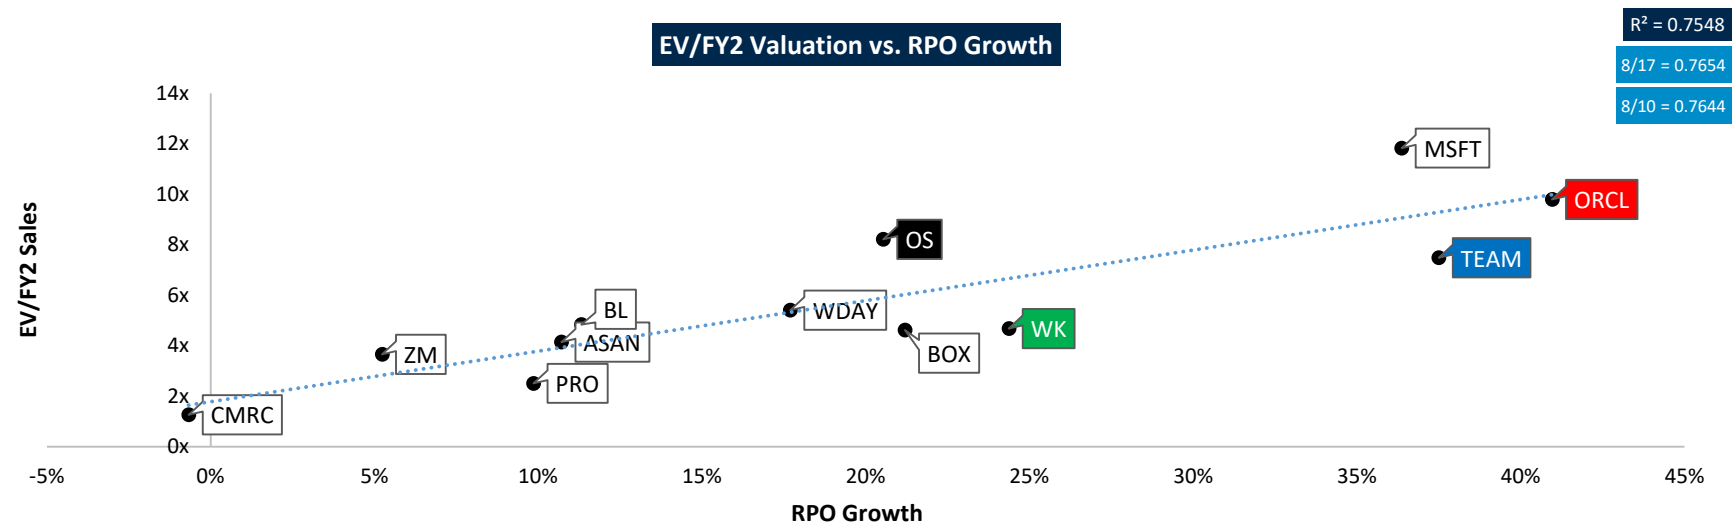 EV/FY2 Valuation vs. RPO Growth
R² = 0.7548
8/17 = 0.7654
8/10 = 0.7644
EV/FY2 Sales
14x
12x
10x
8x
6x
4x
2x
0x
MSFT
ORCL
OS
TEAM
BL
WDAY
WK
ASAN
ZM
BOX
PRO
CMRC
-5%
0%
5%
10%
15%
20%
25%
30%
35%
40%
45%
RPO Growth